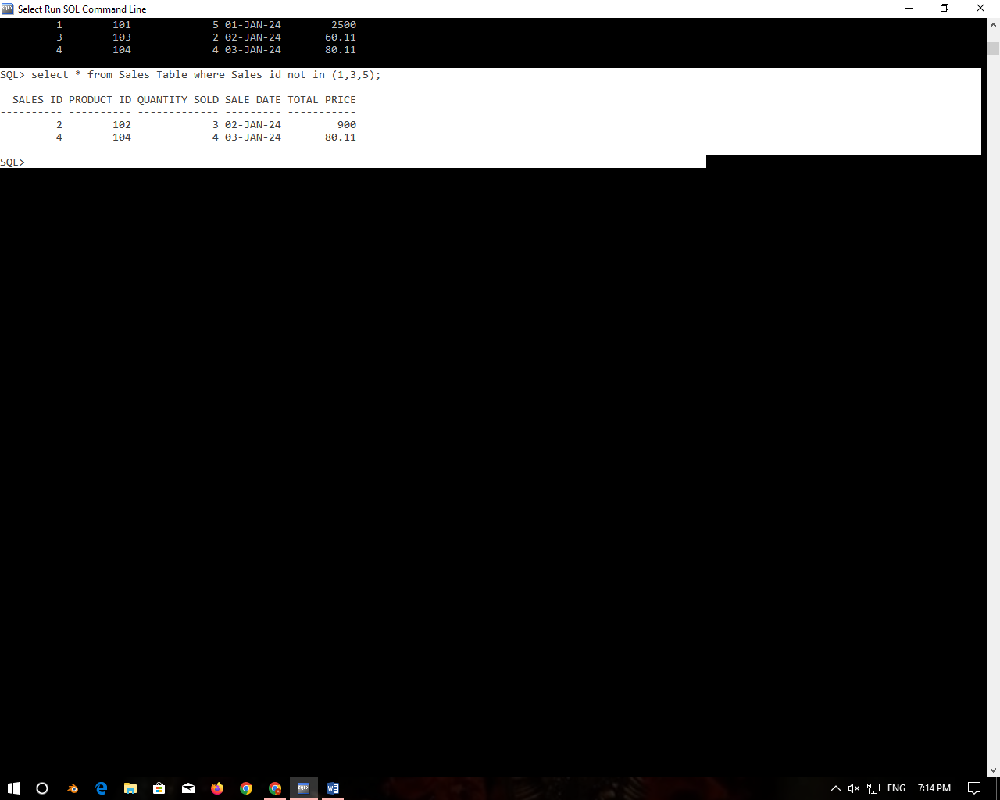 Select Run SQL Command Line
1 101 5 01-JAN-24 2500
3 103 2 02-JAN-24 60.11
4 104 4 03-JAN-24 80.11
SQL> select * from Sales_Table where Sales_id not in (1,3,5);
SALES_ID PRODUCT_ID QUANTITY_SOLD SALE_DATE TOTAL_PRICE
---------- ---------- ------------- --------- -----------
2 102 3 02-JAN-24 900
4 104 4 03-JAN-24 80.11
SQL>
ENG 7:14 PM